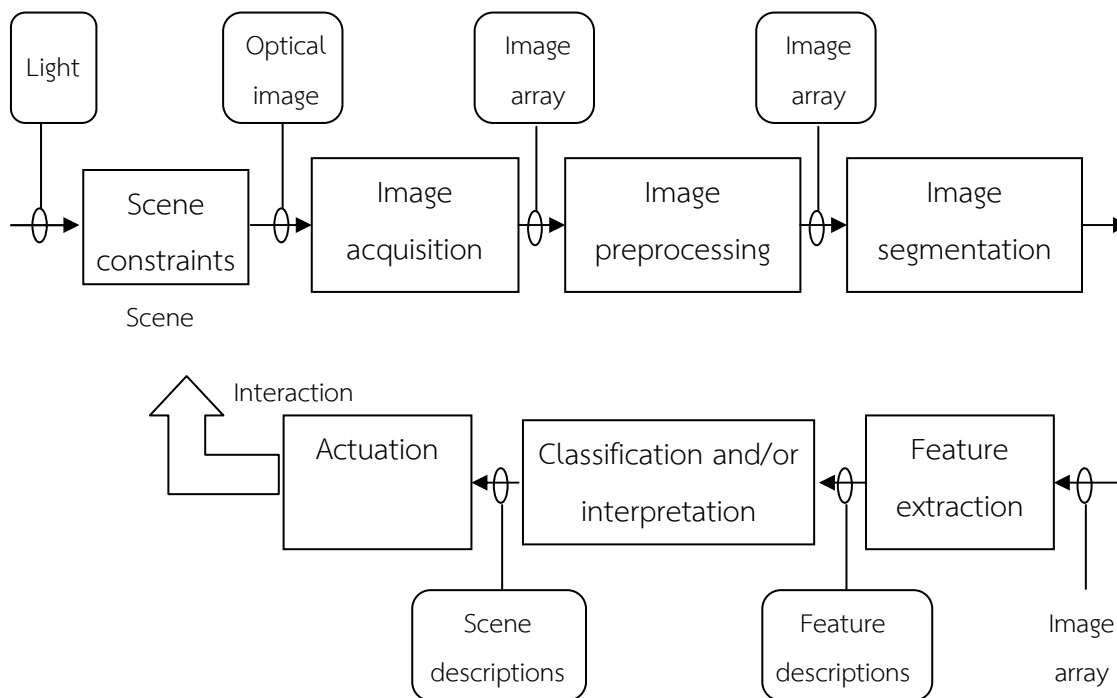 Light
Optical
image
Image
array
Image
array
Scene
constraints
Image
acquisition
Image
preprocessing
Image
segmentation
Scene
Interaction
Actuation
Classification and/or
interpretation
Feature
extraction
Scene
descriptions
Feature
descriptions
Image
array